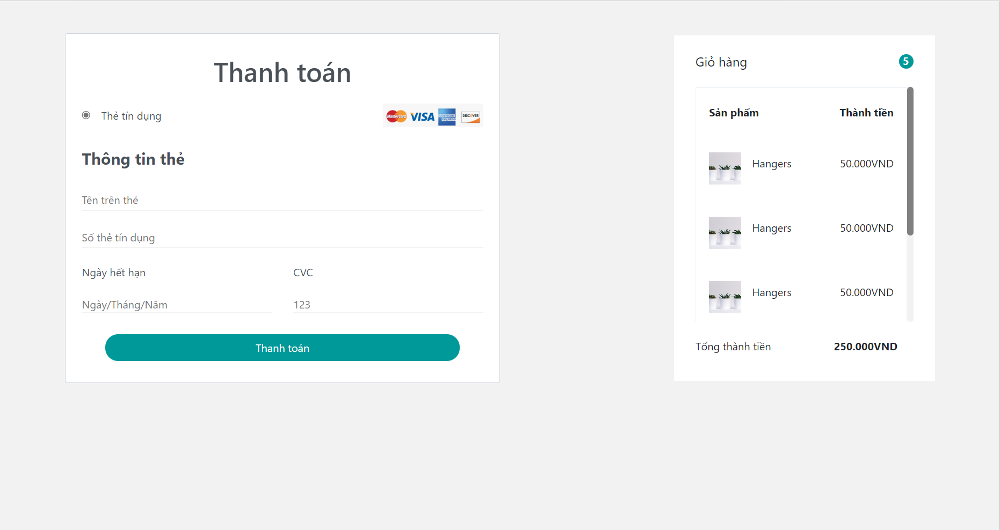 Thanh toán
Thẻ tín dụng
MasterCard VISA AMERICAN EXPRESS DISCOVER
Thông tin thẻ
Tên trên thẻ
Số thẻ tín dụng
Ngày hết hạn CVC
Ngày/Tháng/Năm 123
Thanh toán
Giỏ hàng 5
Sản phẩm Thành tiền
Hangers 50.000VND
Hangers 50.000VND
Hangers 50.000VND
Tổng thành tiền 250.000VND